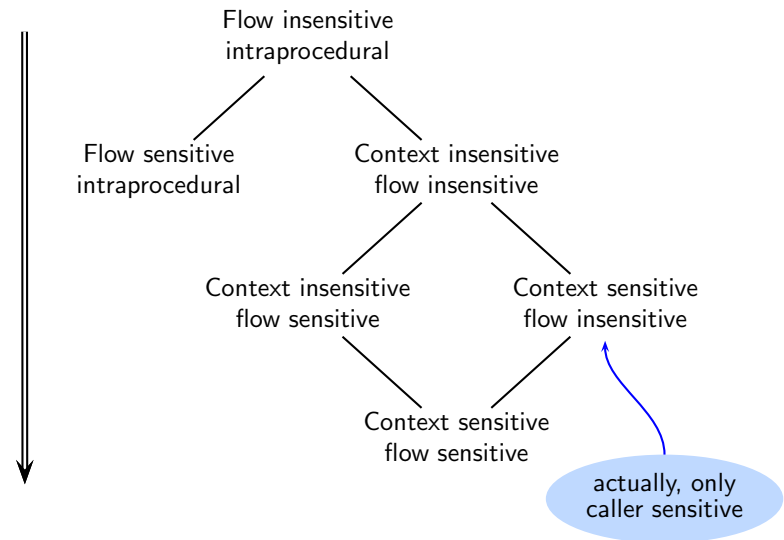 Flow insensitive
intraprocedural
Flow sensitive
intraprocedural
Context insensitive
flow insensitive
Context insensitive
flow sensitive
Context sensitive
flow insensitive
Context sensitive
flow sensitive
actually, only
caller sensitive